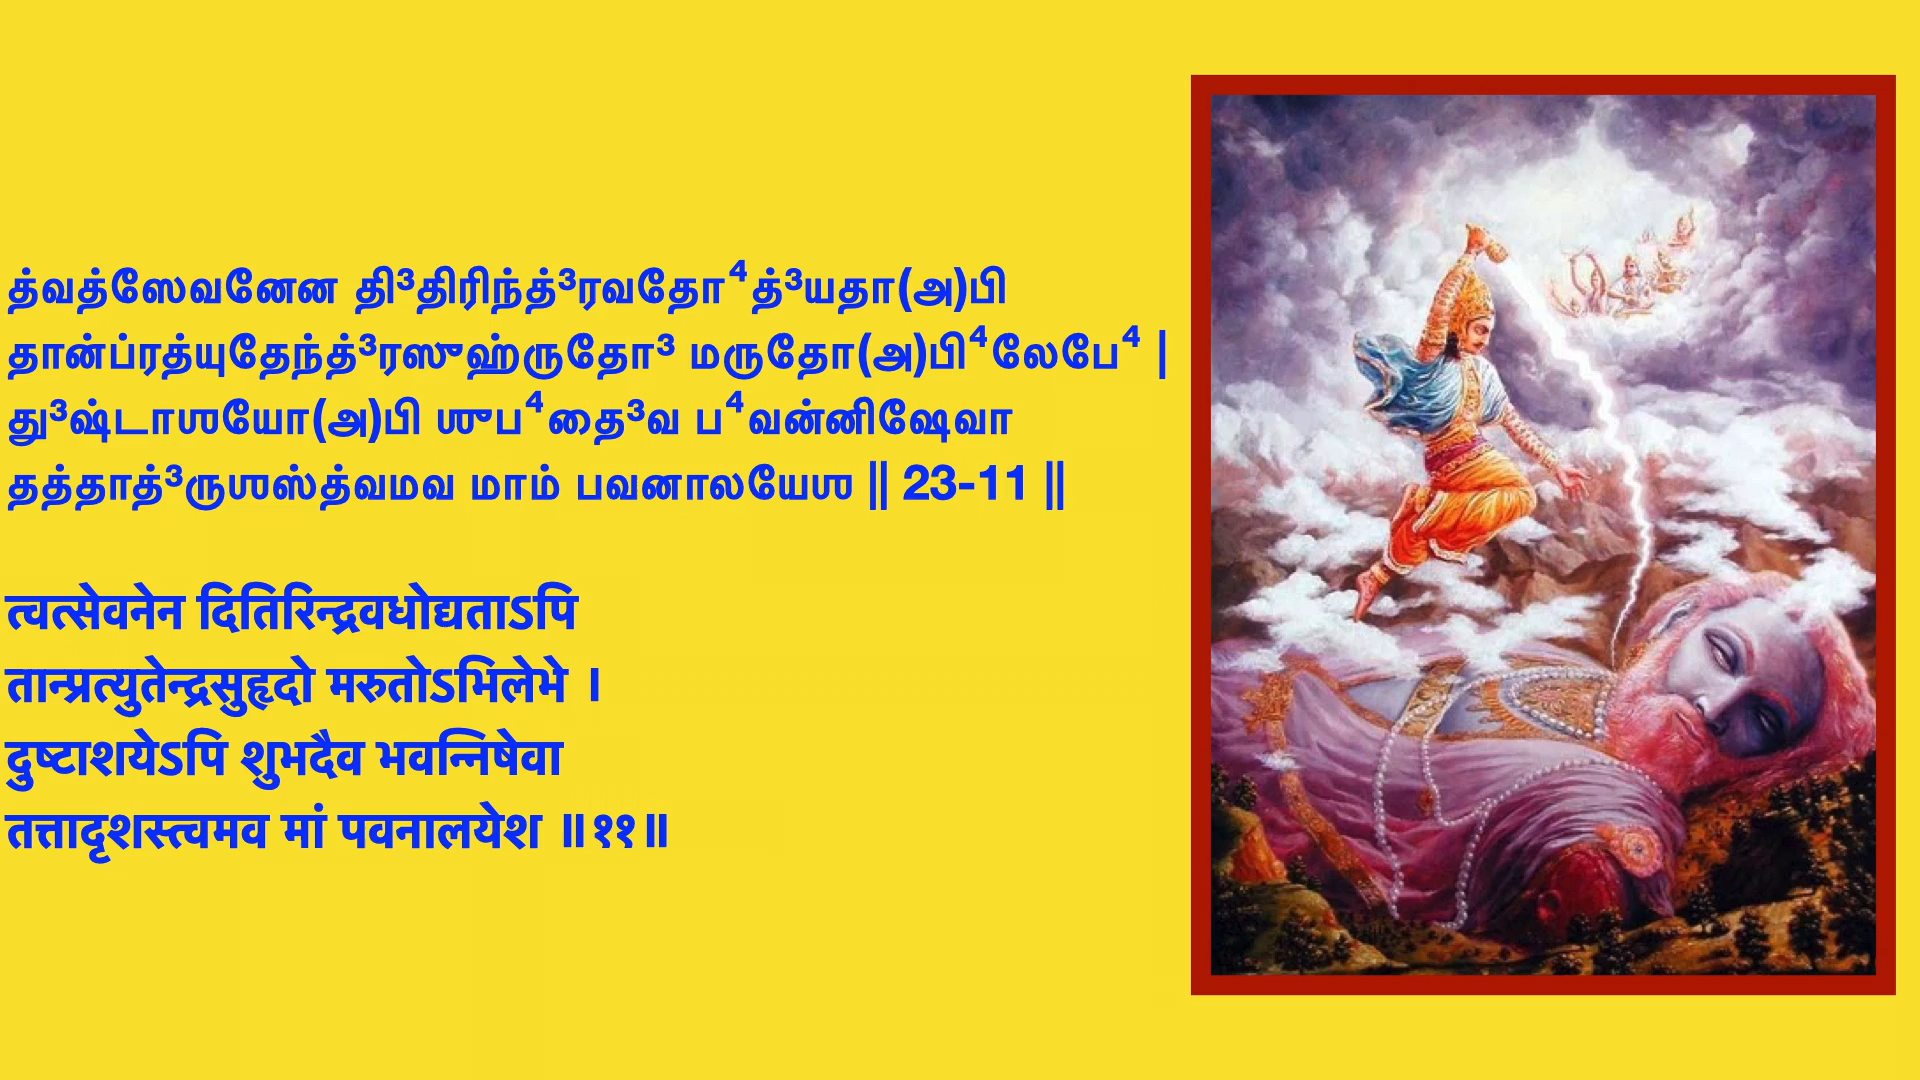 த்வத்ஸேவனேன தி³திரிந்த்³ரவதோ⁴த்³யதா(அ)பி
தான்ப்ரத்யுதேந்த்³ரஸுஹ்ருதோ³ மருதோ(அ)பி⁴லேபே⁴ |
து³ஷ்டாஶயோ(அ)பி ஶுப⁴தை³வ ப⁴வன்னிஷேவா
தத்தாத்³ருஶஸ்த்வமவ மாம் பவனாலயேஶ || 23-11 ||
त्वत्सेवनेन दितिरिन्द्रवधोद्यताऽपि
तान्प्रत्युतेन्द्रसुहृदो मरुतोऽभिलेभे ।
दुष्टाशयेऽपि शुभदैव भवन्निषेवा
तत्तादृशस्त्वमव मां पवनालयेश ॥११॥